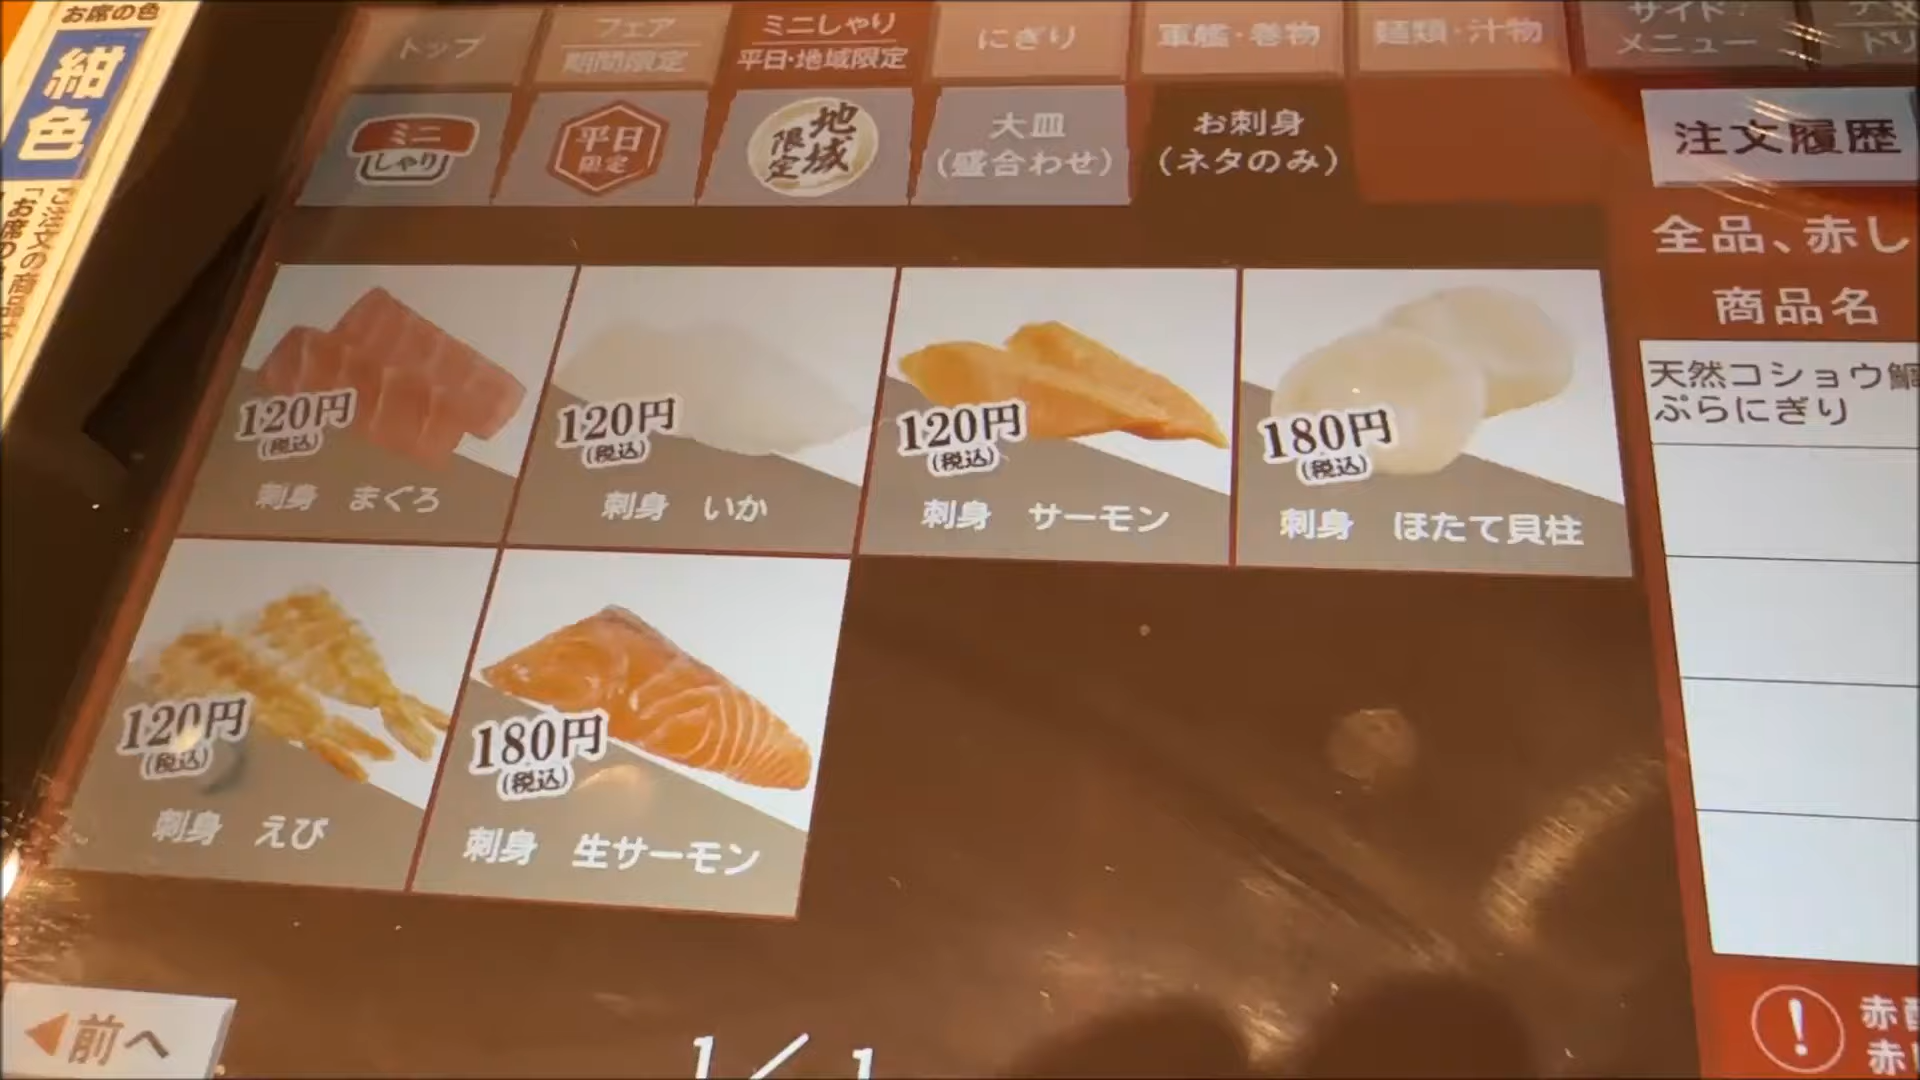 お席の色
紺色
トップ
フェア
期間限定
ミニしゃり
平日・地域限定
にぎり
軍艦・巻物
麺類・汁物
サイド
メニュー
ミニ
しゃり
平日
限定
地域
限定
大皿
(盛合わせ)
お刺身
(ネタのみ)
注文履歴
全品、赤し
商品名
天然コショウ鯛
ぷらにぎり
120円
(税込)
刺身 まぐろ
120円
(税込)
刺身 いか
120円
(税込)
刺身 サーモン
180円
(税込)
刺身 ほたて貝柱
120円
(税込)
刺身 えび
180円
(税込)
刺身 生サーモン
前へ
1/1
!